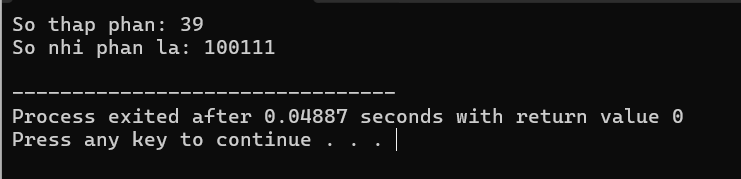 So thap phan: 39
So nhi phan la: 100111
--------------------------------
Process exited after 0.04887 seconds with return value 0
Press any key to continue . . .